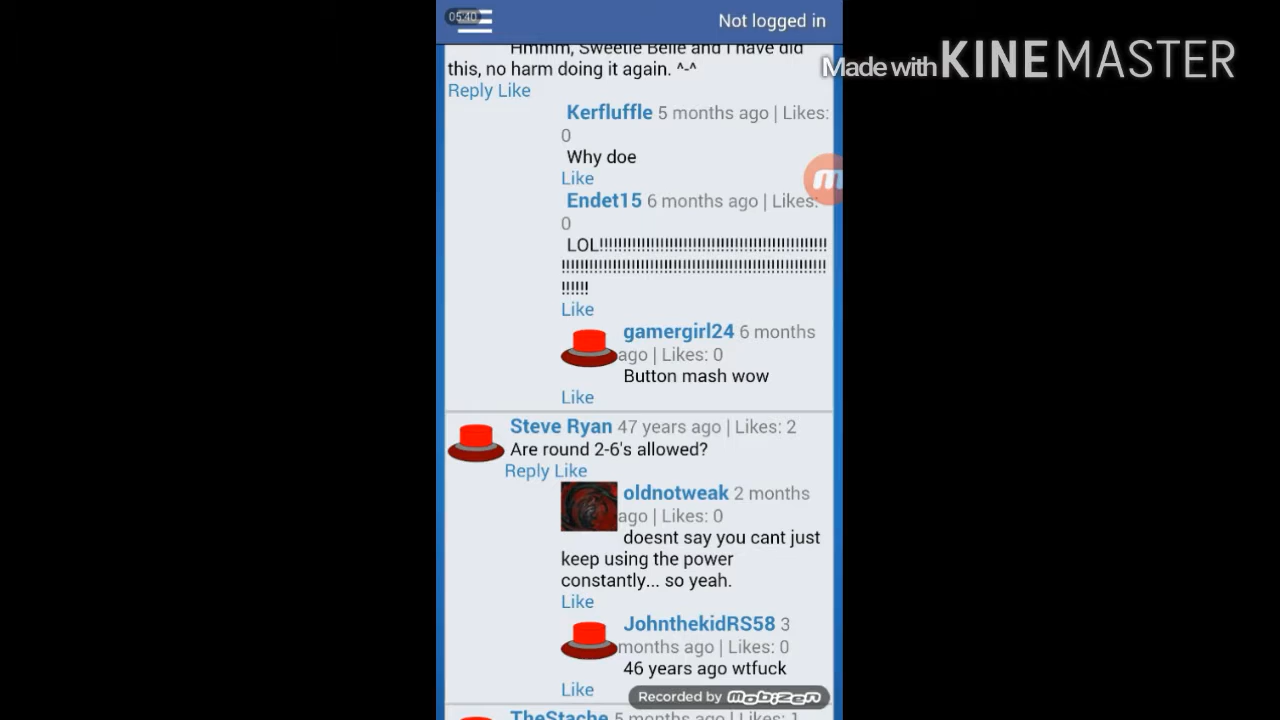 05:40
Not logged in
Made with KINEMASTER
Hmmm, Sweetie Belle and I have did
this, no harm doing it again. ^-^
Reply Like
Kerfluffle 5 months ago | Likes:
0
Why doe
Like
Endet15 6 months ago | Likes:
0
LOL!!!!!!!!!!!!!!!!!!!!!!!!!!!!!!!!!!!!!!!!!!!!!!!!!
!!!!!!!!!!!!!!!!!!!!!!!!!!!!!!!!!!!!!!!!!!!!!!!!!!!!!!!!!
!!!!!!
Like
gamergirl24 6 months
ago | Likes: 0
Button mash wow
Like
Steve Ryan 47 years ago | Likes: 2
Are round 2-6's allowed?
Reply Like
oldnotweak 2 months
ago | Likes: 0
doesnt say you cant just
keep using the power
constantly... so yeah.
Like
JohnthekidRS58 3
months ago | Likes: 0
46 years ago wtfuck
Like
Recorded by mobizen
TheStache 5 months ago | Likes: 1